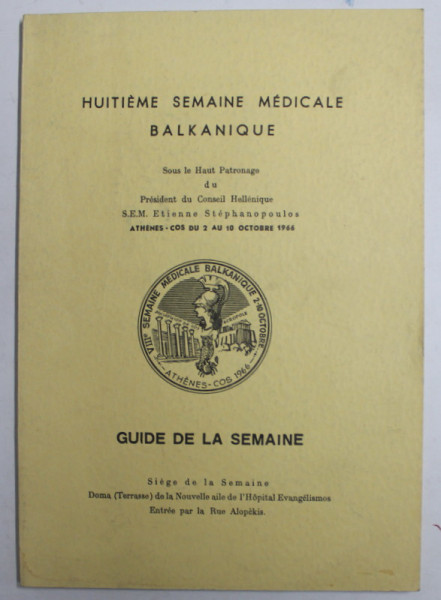 HUITIÈME SEMAINE MÉDICALE
BALKANIQUE
Sous le Haut Patronage
du
Président du Conseil Hellénique
S.E.M. Etienne Stéphanopoulos
ATHÈNES - COS DU 2 AU 10 OCTOBRE 1966
VIIIe SEMAINE MÉDICALE BALKANIQUE 2-10 OCTOBRE
ATHÈNES-COS 1966
GUIDE DE LA SEMAINE
Siège de la Semaine
Doma (Terrasse) de la Nouvelle aile de l'Hôpital Evangélismos
Entrée par la Rue Alopèkis.